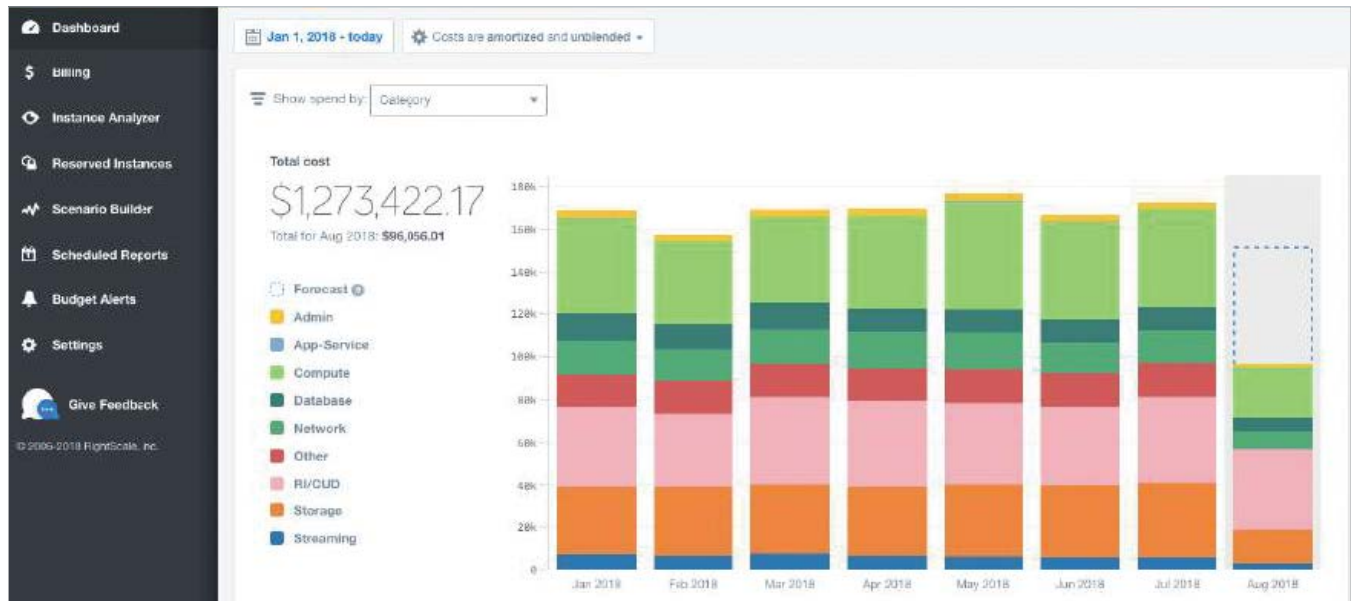 Dashboard
Billing
Instance Analyzer
Reserved Instances
Scenario Builder
Scheduled Reports
Budget Alerts
Settings
Give Feedback
© 2006-2018 RightScale, Inc.
Jan 1, 2018 - today
Costs are amortized and unblended
Show spend by: Category
Total cost
$1,273,422.17
Total for Aug 2018: $96,056.01
Forecast
Admin
App-Service
Compute
Database
Network
Other
RI/CUD
Storage
Streaming
180k
160k
140k
120k
100k
80k
60k
40k
20k
0
Jan 2018 Feb 2018 Mar 2018 Apr 2018 May 2018 Jun 2018 Jul 2018 Aug 2018